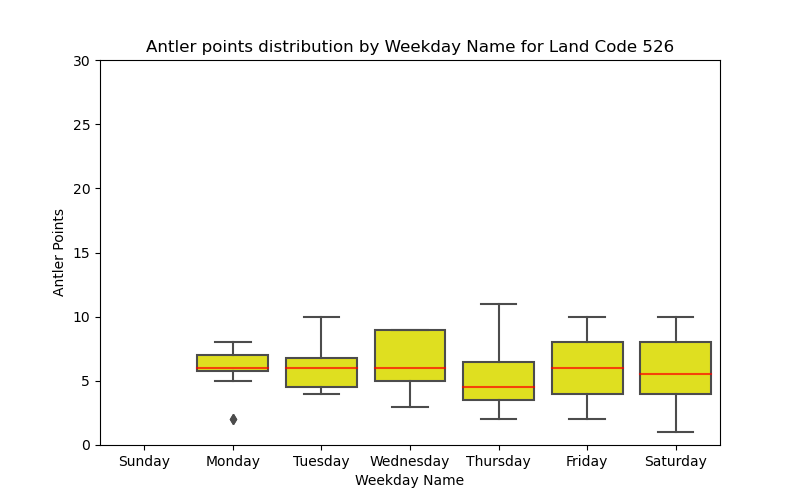 Antler points distribution by Weekday Name for Land Code 526
30
25
20
15
10
5
0
Antler Points
Sunday Monday Tuesday Wednesday Thursday Friday Saturday
Weekday Name